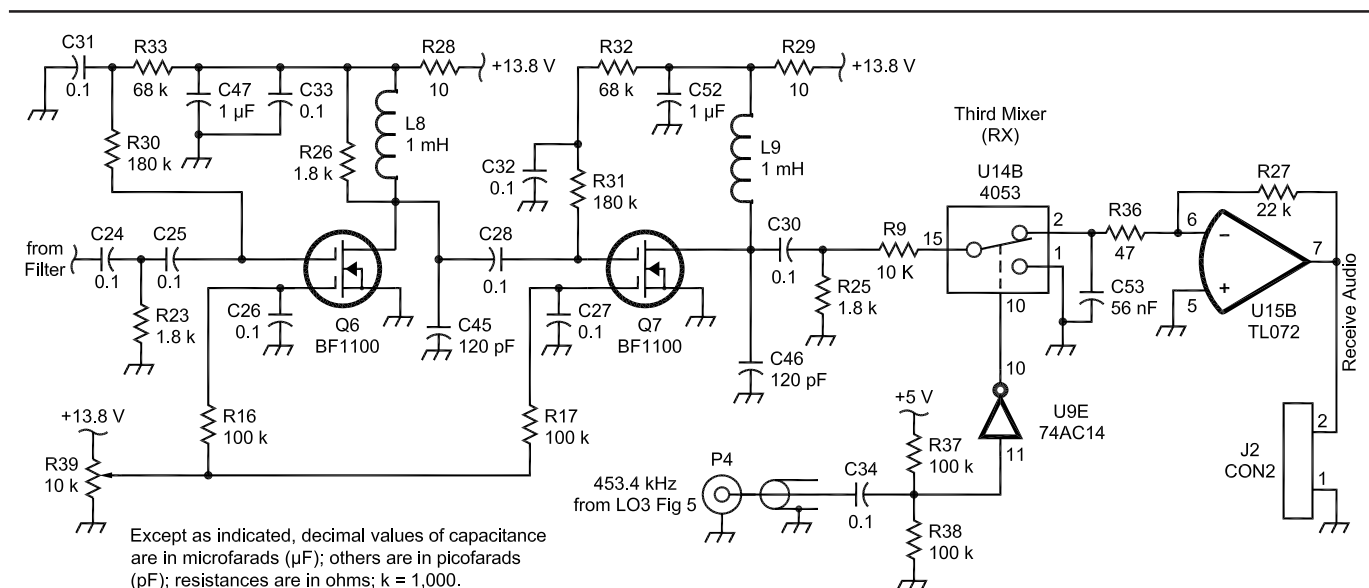 C31
0.1
R33
68 k
C47
1 µF
C33
0.1
R28
10
+13.8 V
R30
180 k
R26
1.8 k
L8
1 mH
R32
68 k
C52
1 µF
R29
10
+13.8 V
C32
0.1
R31
180 k
L9
1 mH
Third Mixer
(RX)
U14B
4053
from
Filter
C24
0.1
C25
0.1
R23
1.8 k
C26
0.1
Q6
BF1100
C28
0.1
C45
120 pF
C27
0.1
Q7
BF1100
C30
0.1
R9
10 K
R25
1.8 k
C46
120 pF
15
2
1
10
R36
47
C53
56 nF
R27
22 k
6
−
+
5
7
U15B
TL072
Receive Audio
+13.8 V
R39
10 k
R16
100 k
R17
100 k
+5 V
R37
100 k
10
U9E
74AC14
11
P4
453.4 kHz
from LO3 Fig 5
C34
0.1
R38
100 k
J2
CON2
2
1
Except as indicated, decimal values of capacitance
are in microfarads (µF); others are in picofarads
(pF); resistances are in ohms; k = 1,000.